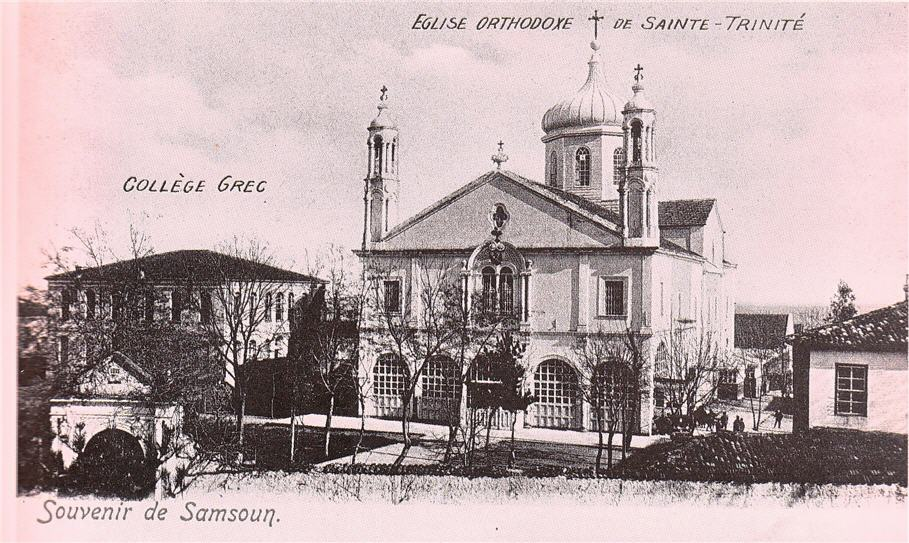 EGLISE ORTHODOXE DE SAINTE-TRINITÉ
COLLÈGE GREC
Souvenir de Samsoun.